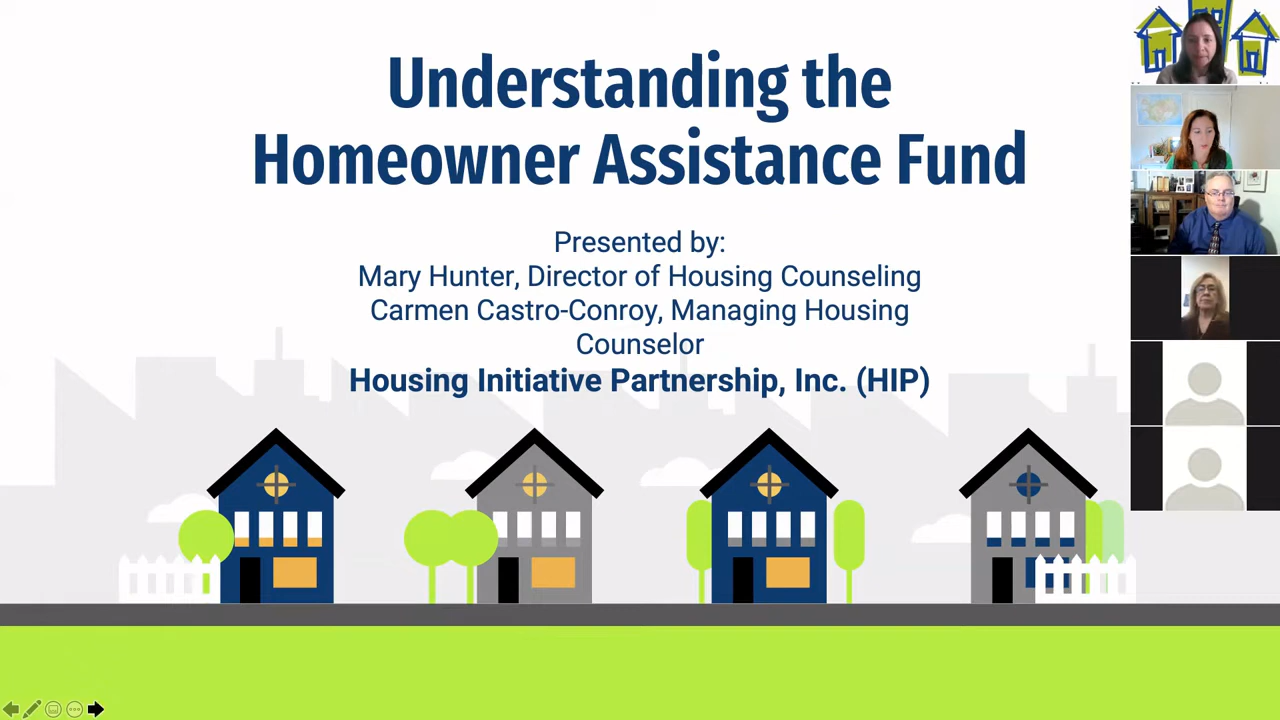 Understanding the
Homeowner Assistance Fund
Presented by:
Mary Hunter, Director of Housing Counseling
Carmen Castro-Conroy, Managing Housing
Counselor
Housing Initiative Partnership, Inc. (HIP)